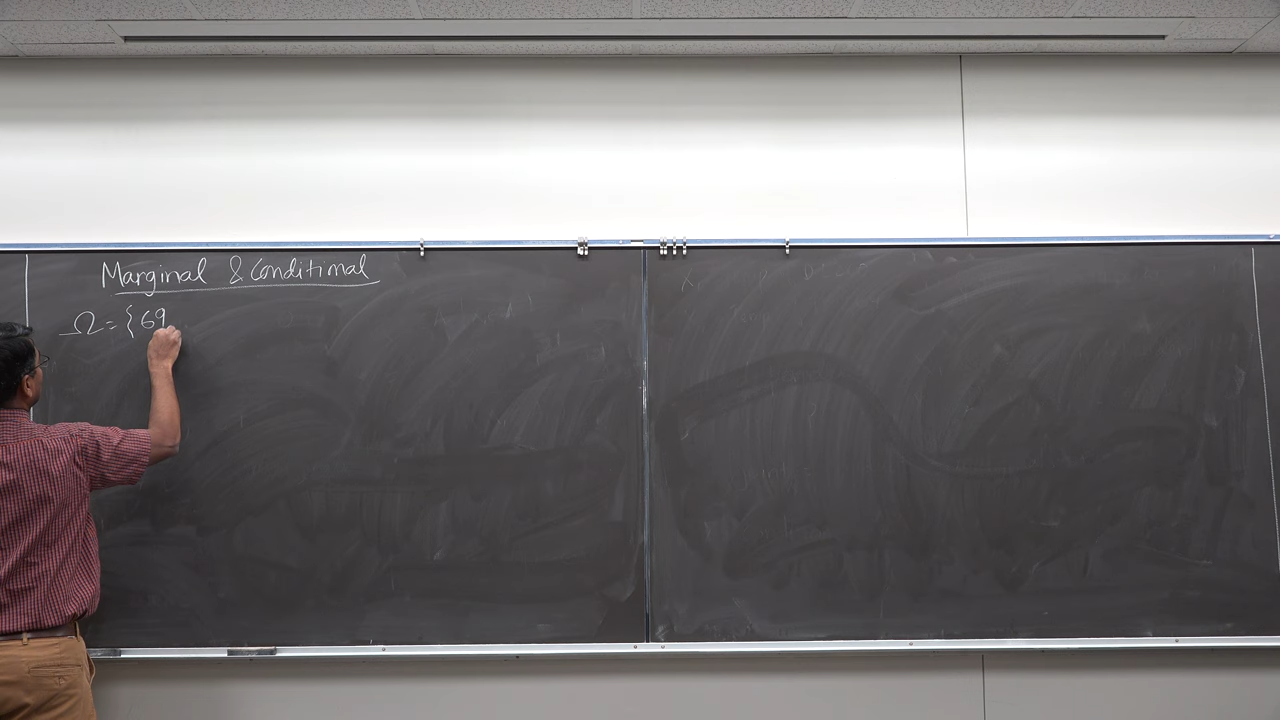 Marginal & Conditional
Ω = {69